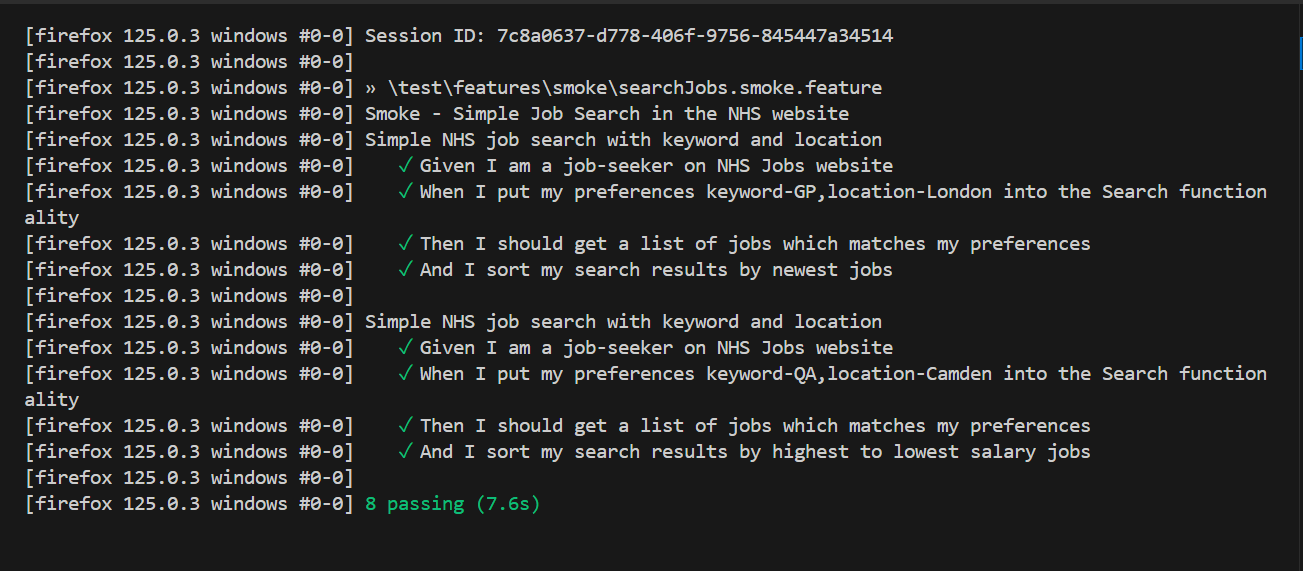 [firefox 125.0.3 windows #0-0] Session ID: 7c8a0637-d778-406f-9756-845447a34514
[firefox 125.0.3 windows #0-0]
[firefox 125.0.3 windows #0-0] » \test\features\smoke\searchJobs.smoke.feature
[firefox 125.0.3 windows #0-0] Smoke - Simple Job Search in the NHS website
[firefox 125.0.3 windows #0-0] Simple NHS job search with keyword and location
[firefox 125.0.3 windows #0-0]    ✓ Given I am a job-seeker on NHS Jobs website
[firefox 125.0.3 windows #0-0]    ✓ When I put my preferences keyword-GP,location-London into the Search function
ality
[firefox 125.0.3 windows #0-0]    ✓ Then I should get a list of jobs which matches my preferences
[firefox 125.0.3 windows #0-0]    ✓ And I sort my search results by newest jobs
[firefox 125.0.3 windows #0-0]
[firefox 125.0.3 windows #0-0] Simple NHS job search with keyword and location
[firefox 125.0.3 windows #0-0]    ✓ Given I am a job-seeker on NHS Jobs website
[firefox 125.0.3 windows #0-0]    ✓ When I put my preferences keyword-QA,location-Camden into the Search function
ality
[firefox 125.0.3 windows #0-0]    ✓ Then I should get a list of jobs which matches my preferences
[firefox 125.0.3 windows #0-0]    ✓ And I sort my search results by highest to lowest salary jobs
[firefox 125.0.3 windows #0-0]
[firefox 125.0.3 windows #0-0] 8 passing (7.6s)